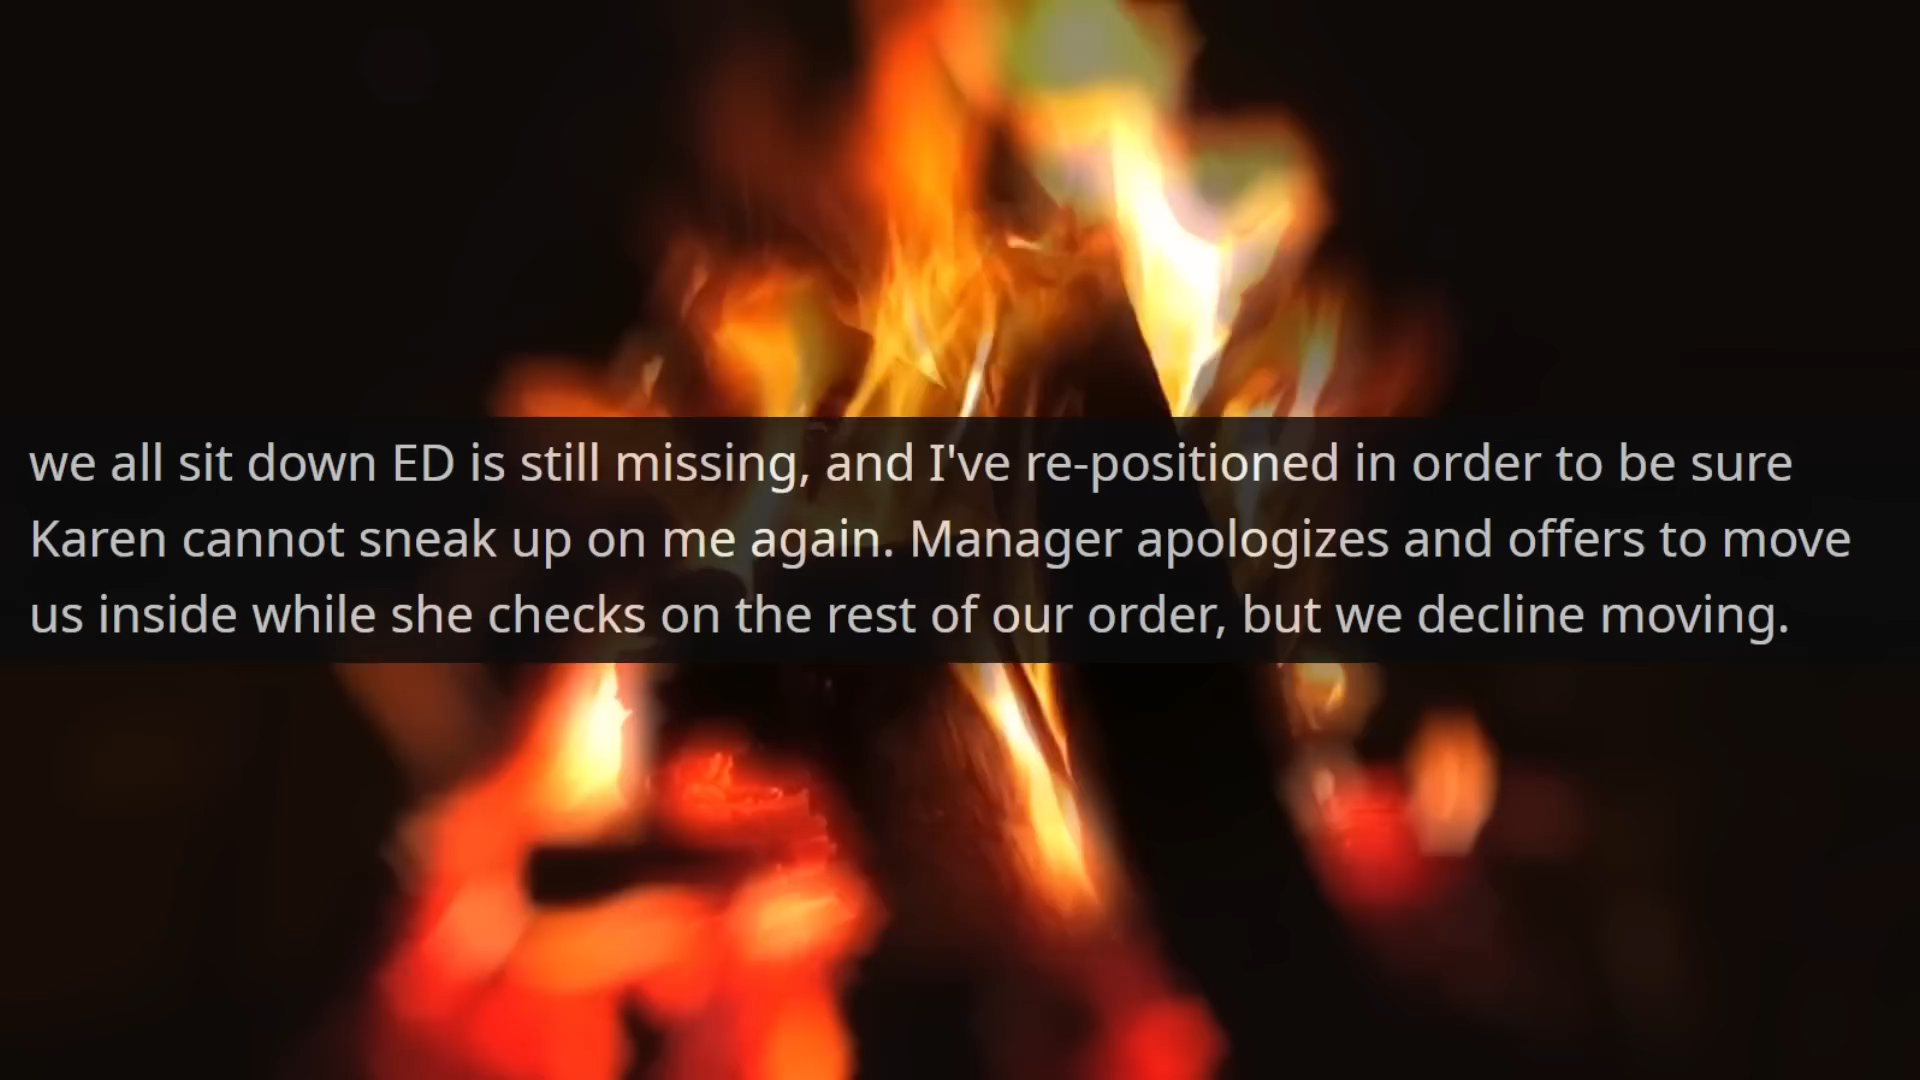 we all sit down ED is still missing, and I've re-positioned in order to be sure
Karen cannot sneak up on me again. Manager apologizes and offers to move
us inside while she checks on the rest of our order, but we decline moving.